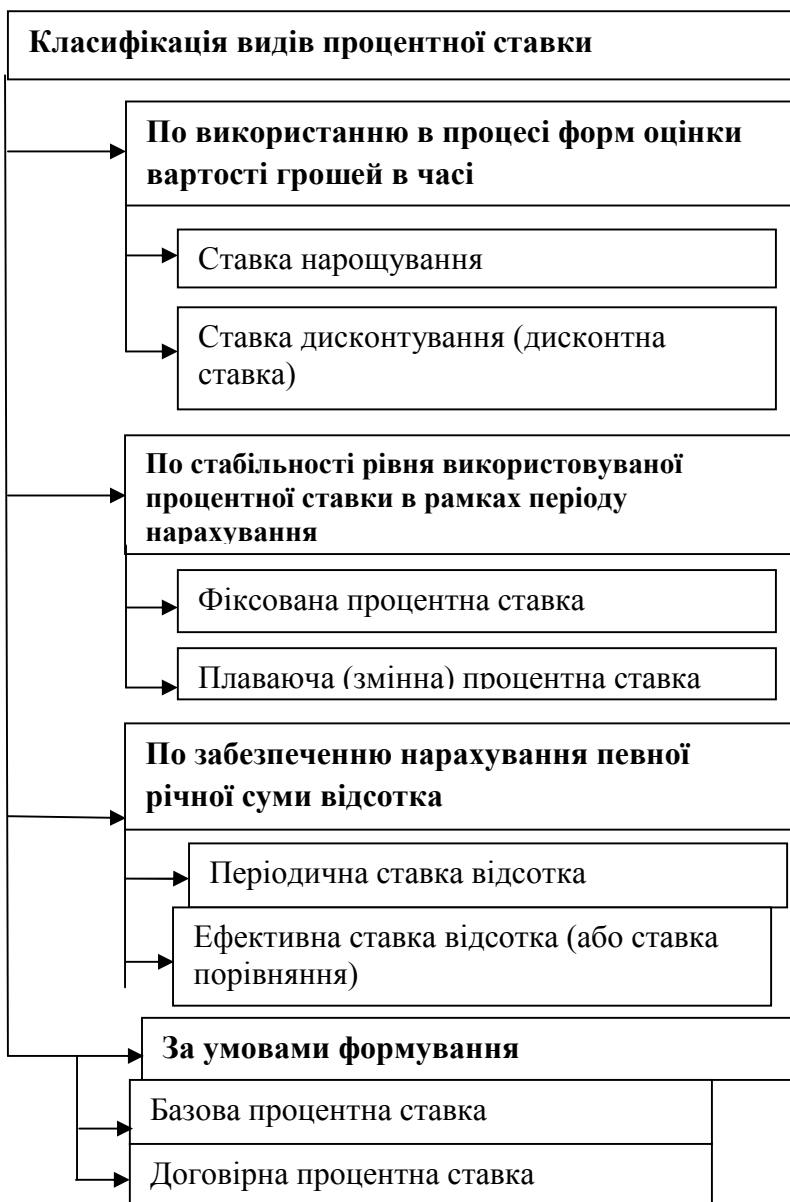 Класифікація видів процентної ставки
По використанню в процесі форм оцінки
вартості грошей в часі
Ставка нарощування
Ставка дисконтування (дисконтна
ставка)
По стабільності рівня використовуваної
процентної ставки в рамках періоду
нарахування
Фіксована процентна ставка
Плаваюча (змінна) процентна ставка
По забезпеченню нарахування певної
річної суми відсотка
Періодична ставка відсотка
Ефективна ставка відсотка (або ставка
порівняння)
За умовами формування
Базова процентна ставка
Договірна процентна ставка